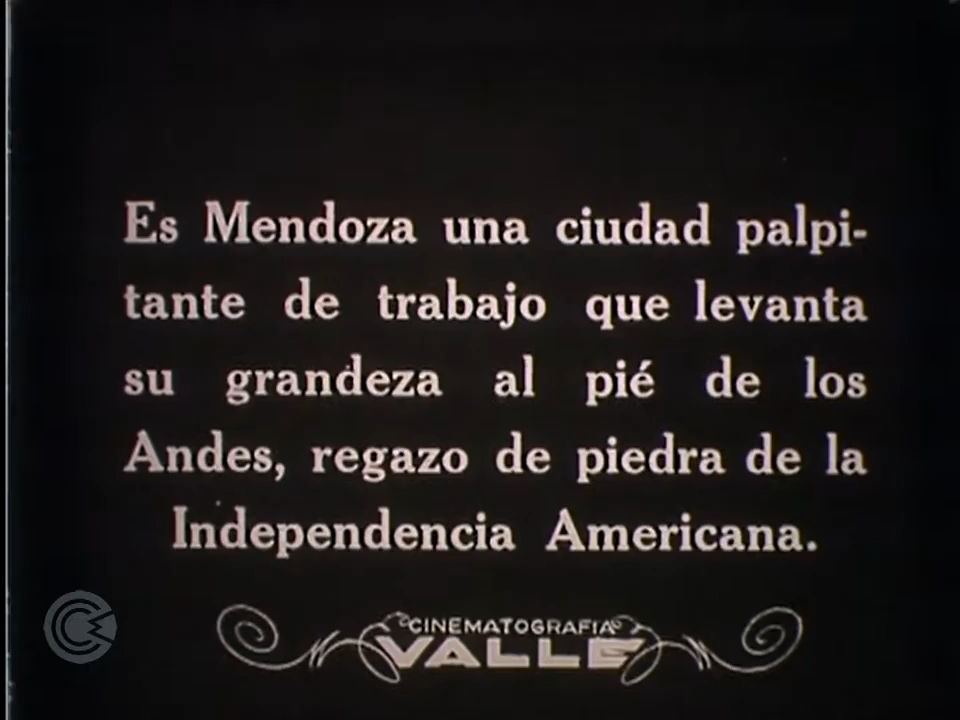 Es Mendoza una ciudad palpi-
tante de trabajo que levanta
su grandeza al pié de los
Andes, regazo de piedra de la
Independencia Americana.
CINEMATOGRAFIA
VALLE